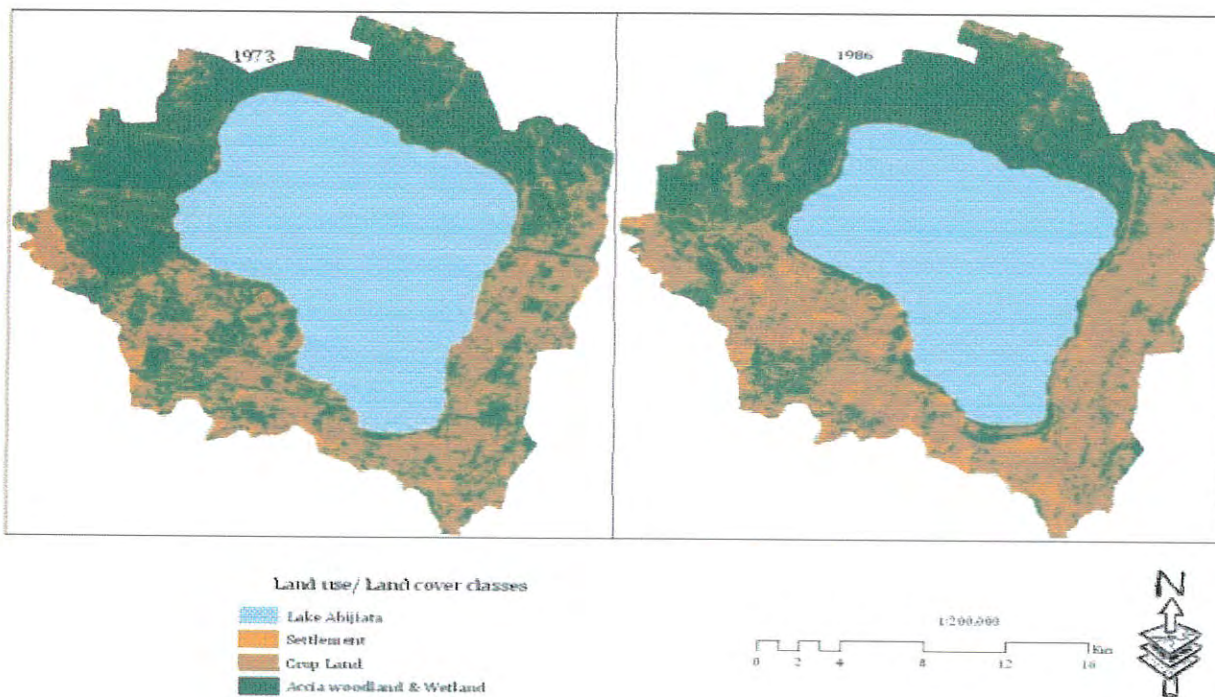 1973
1986
Land use/ Land cover classes
Lake Abijiata
Settlement
Crop Land
Accia woodland & Wetland
N
1:200,000
0 2 4 8 12 16 Km